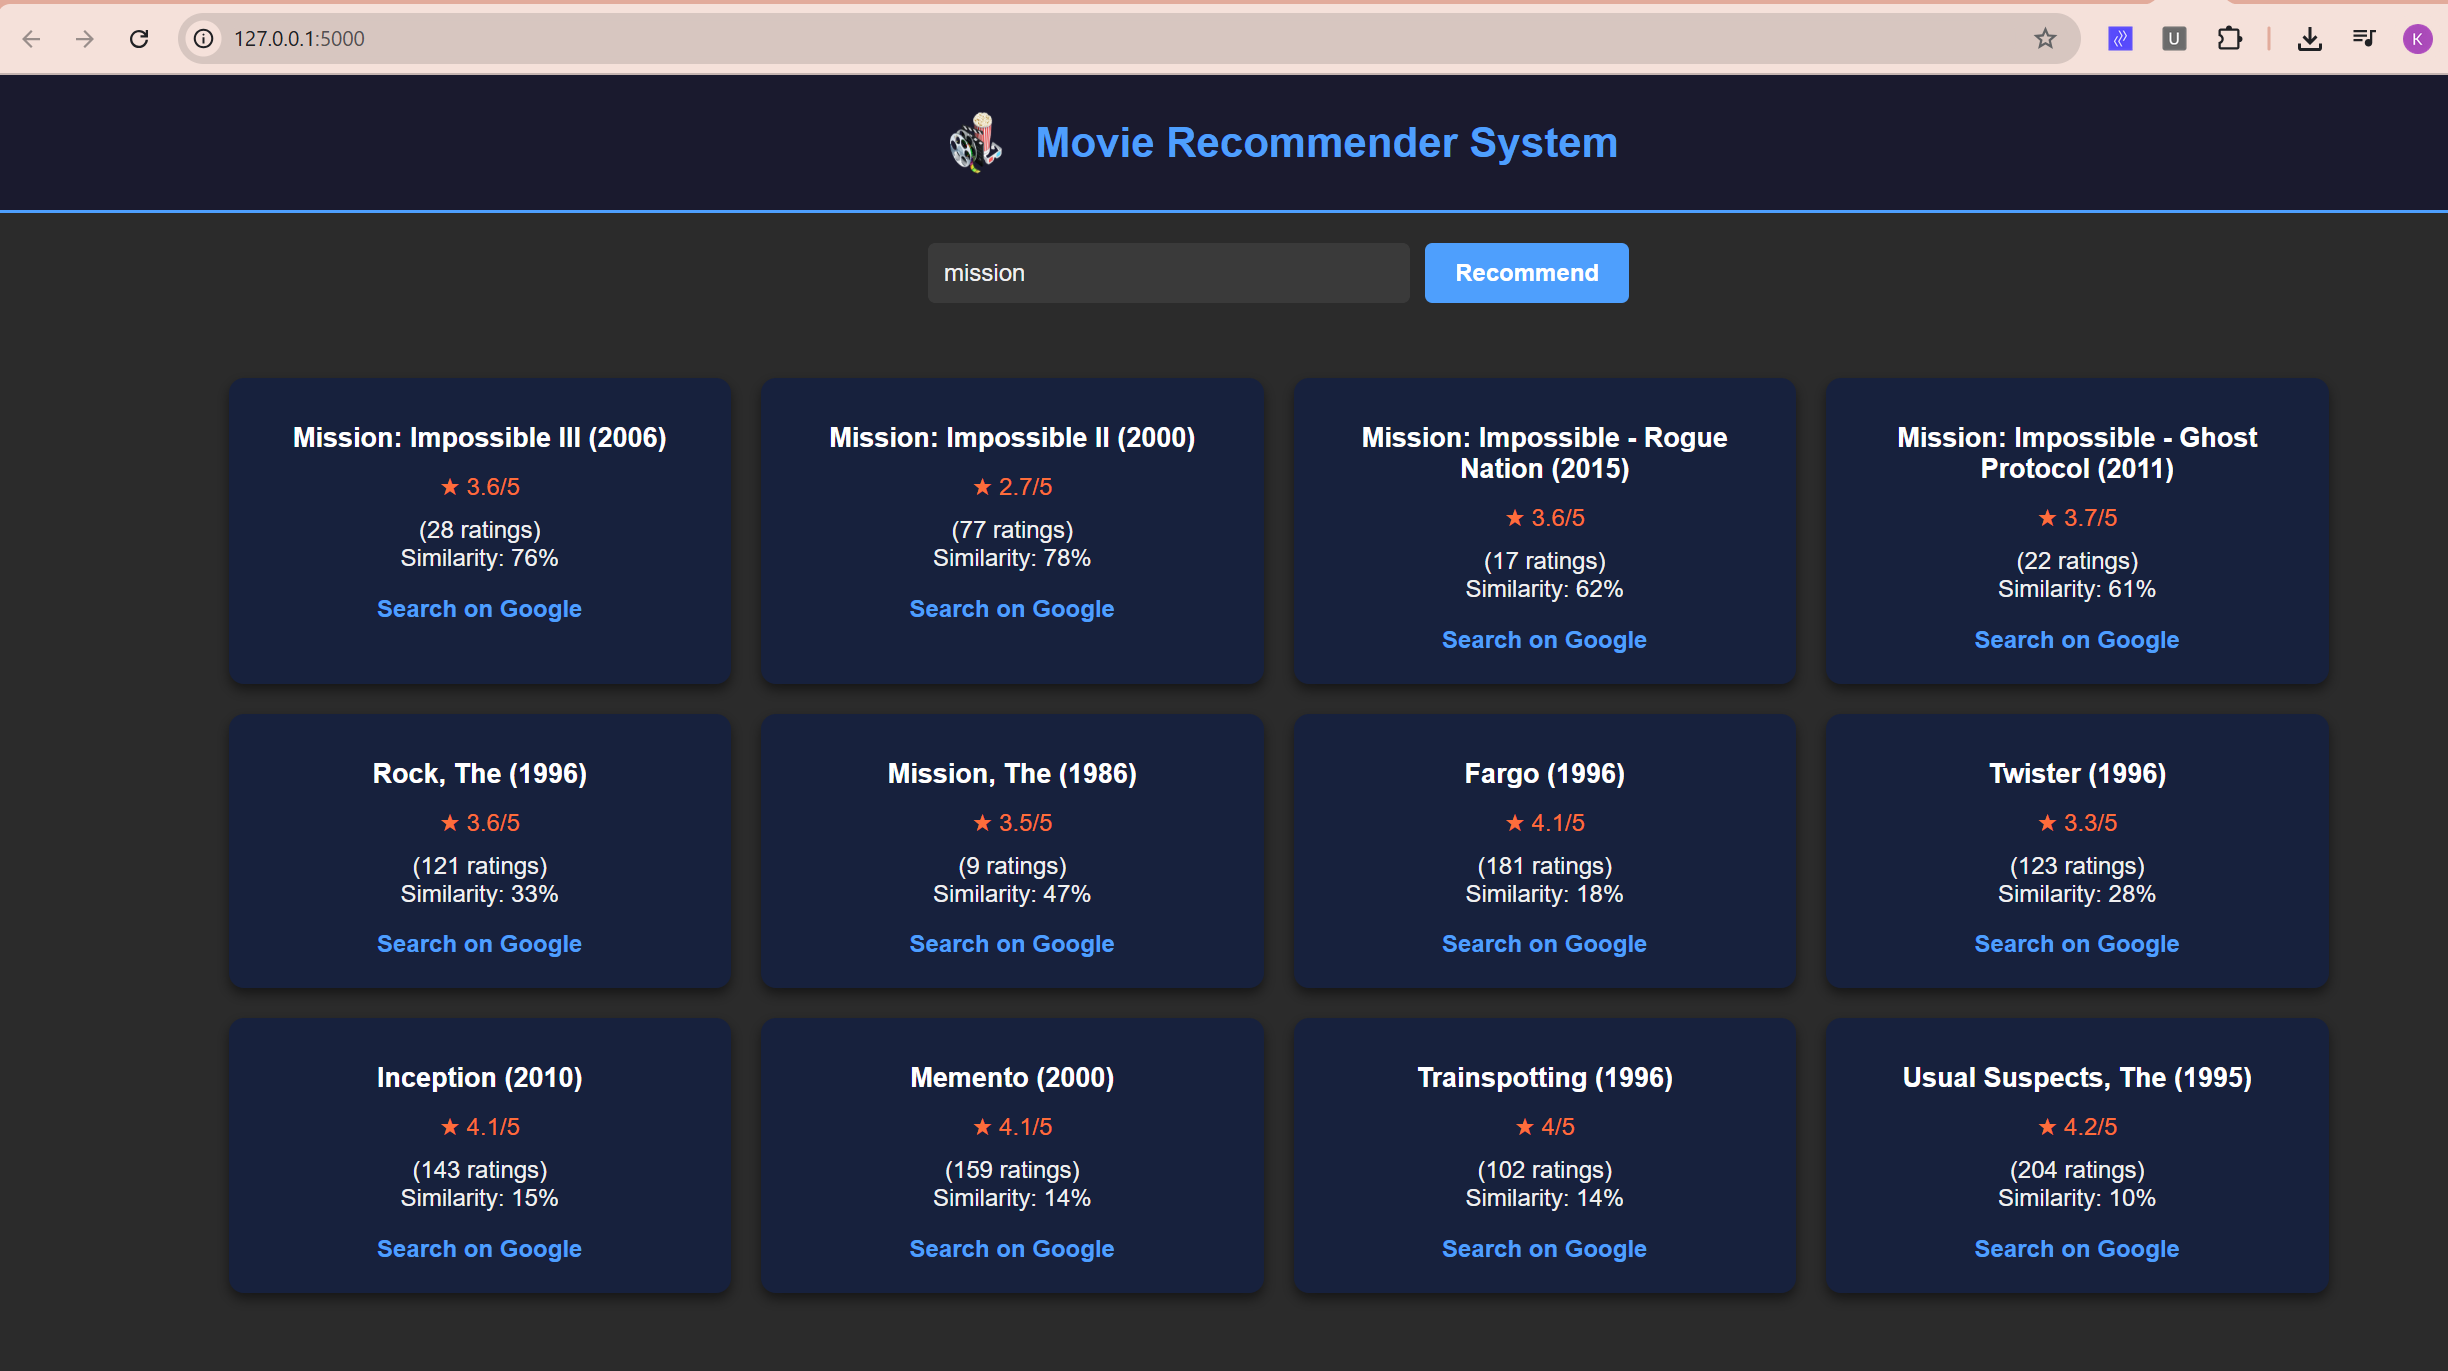 127.0.0.1:5000
U
K
Movie Recommender System
mission
Recommend
Mission: Impossible III (2006)
★ 3.6/5
(28 ratings)
Similarity: 76%
Search on Google
Mission: Impossible II (2000)
★ 2.7/5
(77 ratings)
Similarity: 78%
Search on Google
Mission: Impossible - Rogue
Nation (2015)
★ 3.6/5
(17 ratings)
Similarity: 62%
Search on Google
Mission: Impossible - Ghost
Protocol (2011)
★ 3.7/5
(22 ratings)
Similarity: 61%
Search on Google
Rock, The (1996)
★ 3.6/5
(121 ratings)
Similarity: 33%
Search on Google
Mission, The (1986)
★ 3.5/5
(9 ratings)
Similarity: 47%
Search on Google
Fargo (1996)
★ 4.1/5
(181 ratings)
Similarity: 18%
Search on Google
Twister (1996)
★ 3.3/5
(123 ratings)
Similarity: 28%
Search on Google
Inception (2010)
★ 4.1/5
(143 ratings)
Similarity: 15%
Search on Google
Memento (2000)
★ 4.1/5
(159 ratings)
Similarity: 14%
Search on Google
Trainspotting (1996)
★ 4/5
(102 ratings)
Similarity: 14%
Search on Google
Usual Suspects, The (1995)
★ 4.2/5
(204 ratings)
Similarity: 10%
Search on Google